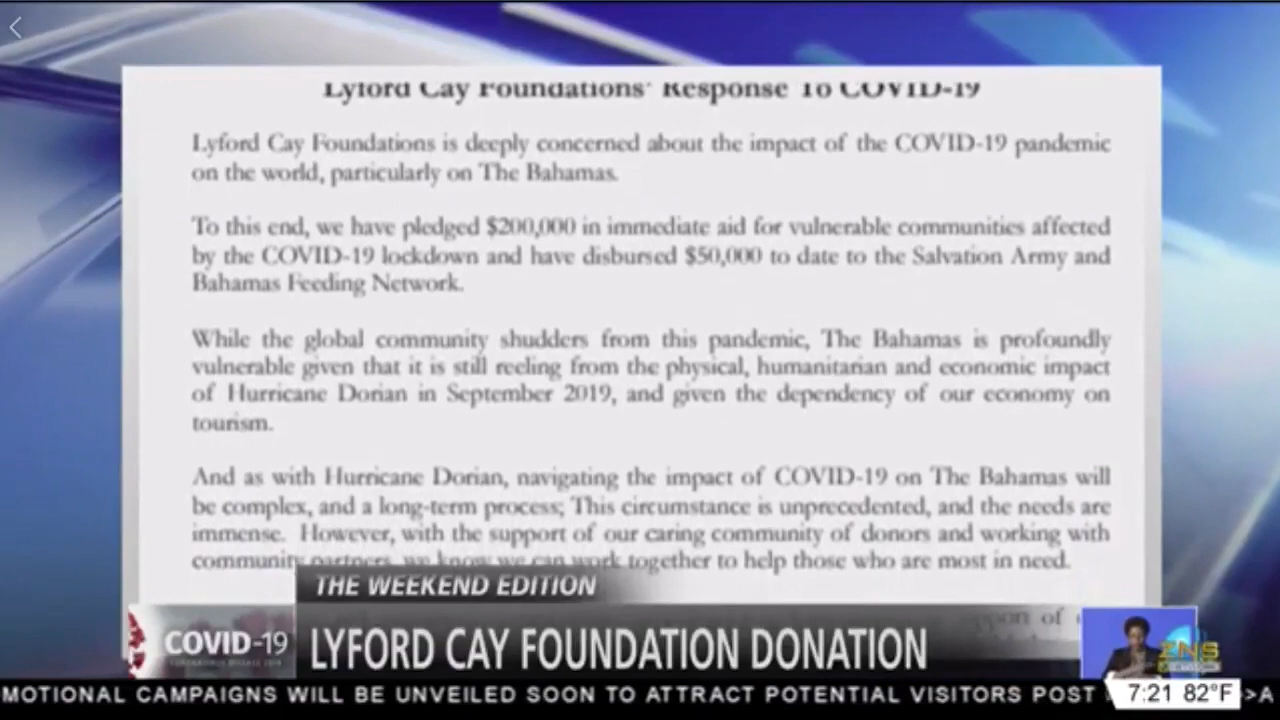 Lyford Cay Foundations' Response To COVID-19
Lyford Cay Foundations is deeply concerned about the impact of the COVID-19 pandemic
on the world, particularly on The Bahamas.
To this end, we have pledged $200,000 in immediate aid for vulnerable communities affected
by the COVID-19 lockdown and have disbursed $50,000 to date to the Salvation Army and
Bahamas Feeding Network.
While the global community shudders from this pandemic, The Bahamas is profoundly
vulnerable given that it is still reeling from the physical, humanitarian and economic impact
of Hurricane Dorian in September 2019, and given the dependency of our economy on
tourism.
And as with Hurricane Dorian, navigating the impact of COVID-19 on The Bahamas will
be complex, and a long-term process; This circumstance is unprecedented, and the needs are
immense. However, with the support of our caring community of donors and working with
community partners, we know we can work together to help those who are most in need.
of
THE WEEKEND EDITION
COVID-19
LYFORD CAY FOUNDATION DONATION
ZNS
MOTIONAL CAMPAIGNS WILL BE UNVEILED SOON TO ATTRACT POTENTIAL VISITORS POST
7:21 82°F >A